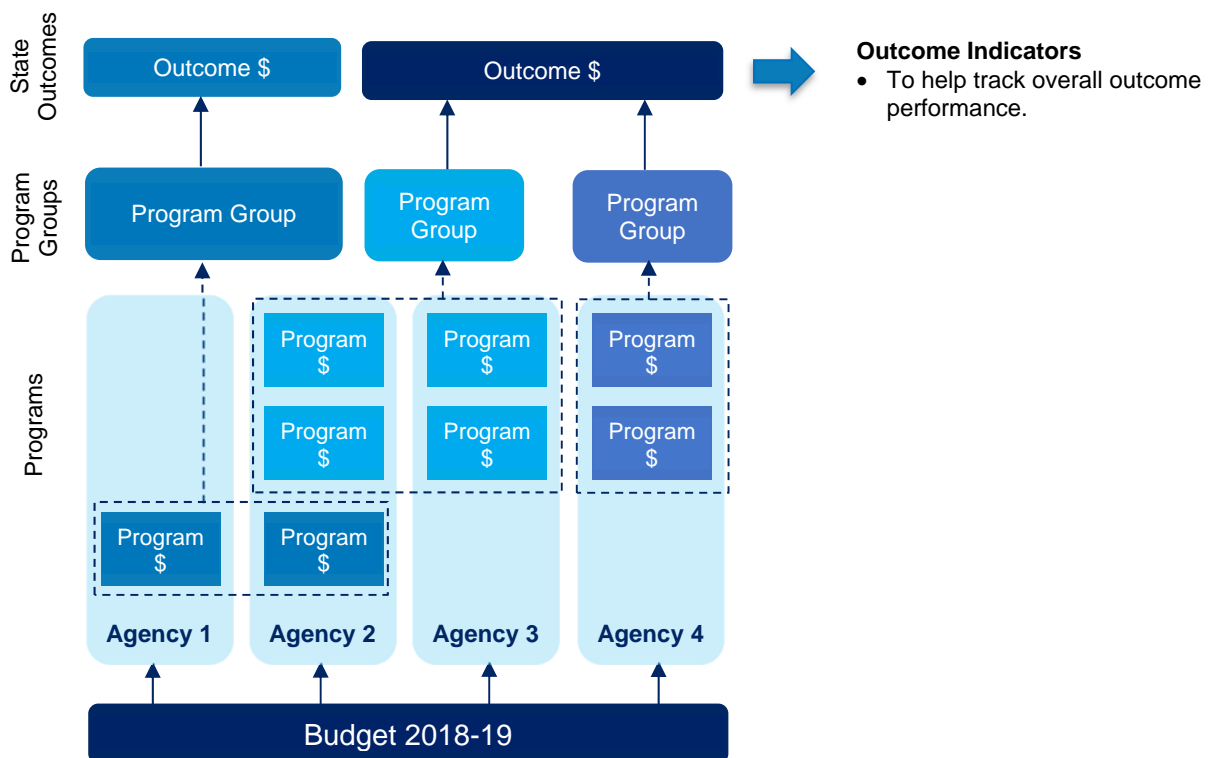 State
Outcomes
Outcome $
Outcome $
Outcome Indicators
• To help track overall outcome
performance.
Program
Groups
Program Group
Program
Group
Program
Group
Programs
Program
$
Program
$
Program
$
Program
$
Program
$
Program
$
Program
$
Program
$
Agency 1
Agency 2
Agency 3
Agency 4
Budget 2018-19